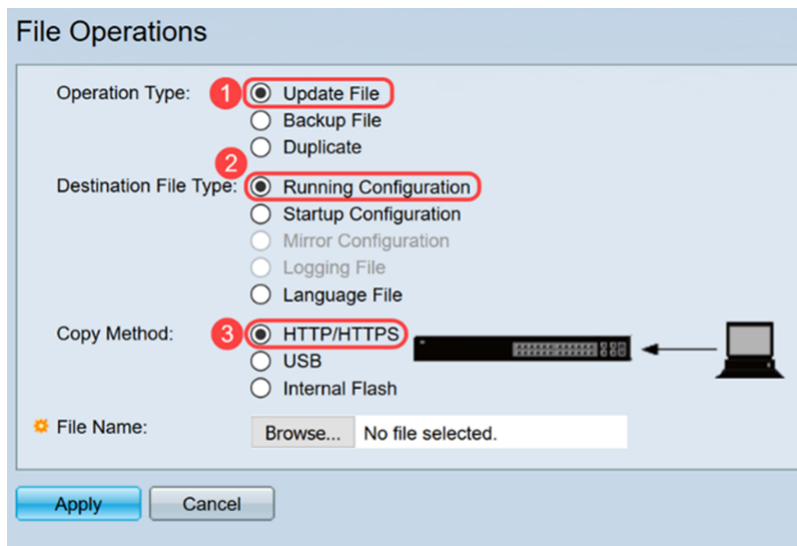 File Operations
Operation Type: 1 Update File
Backup File
Duplicate
2
Destination File Type: Running Configuration
Startup Configuration
Mirror Configuration
Logging File
Language File
Copy Method: 3 HTTP/HTTPS
USB
Internal Flash
File Name: Browse... No file selected.
Apply Cancel